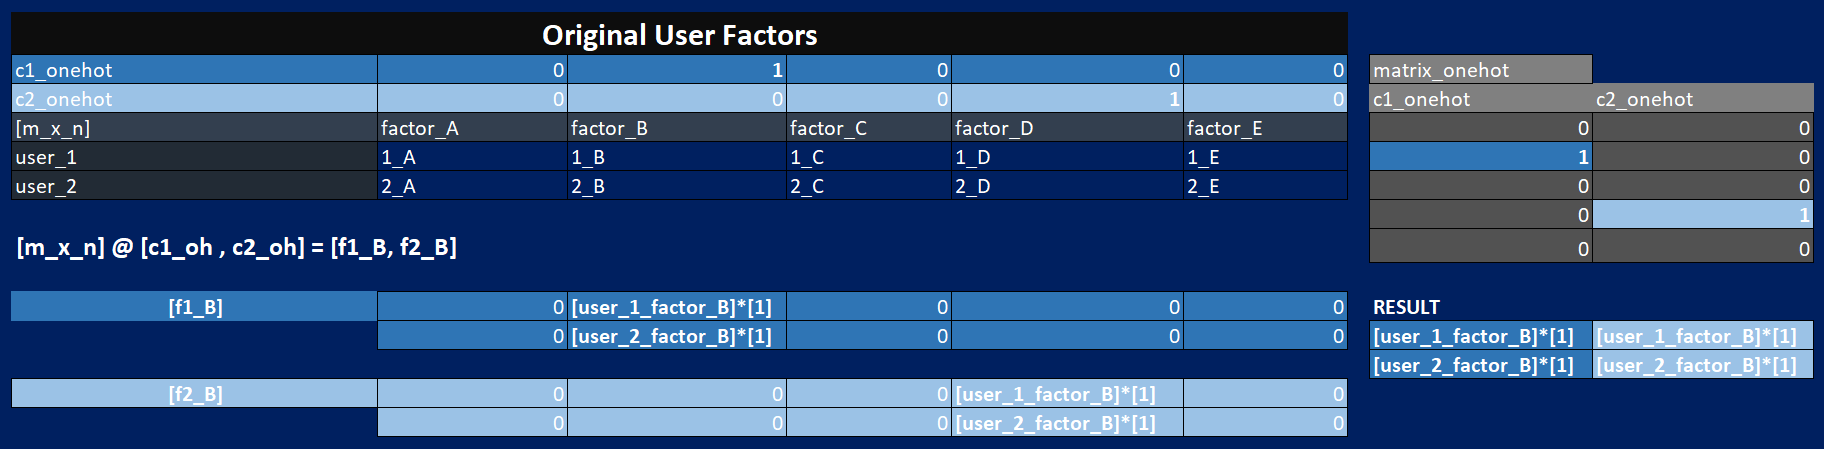 Original User Factors
c1_onehot 0 1 0 0 0
c2_onehot 0 0 0 1 0
[m_x_n] factor_A factor_B factor_C factor_D factor_E
user_1 1_A 1_B 1_C 1_D 1_E
user_2 2_A 2_B 2_C 2_D 2_E
matrix_onehot
c1_onehot c2_onehot
0 0
1 0
0 0
0 1
0 0
[m_x_n] @ [c1_oh , c2_oh] = [f1_B, f2_B]
[f1_B] 0 [user_1_factor_B]*[1] 0 0 0
0 [user_2_factor_B]*[1] 0 0 0
[f2_B] 0 0 0 [user_1_factor_B]*[1] 0
0 0 0 [user_2_factor_B]*[1] 0
RESULT
[user_1_factor_B]*[1] [user_1_factor_B]*[1]
[user_2_factor_B]*[1] [user_2_factor_B]*[1]